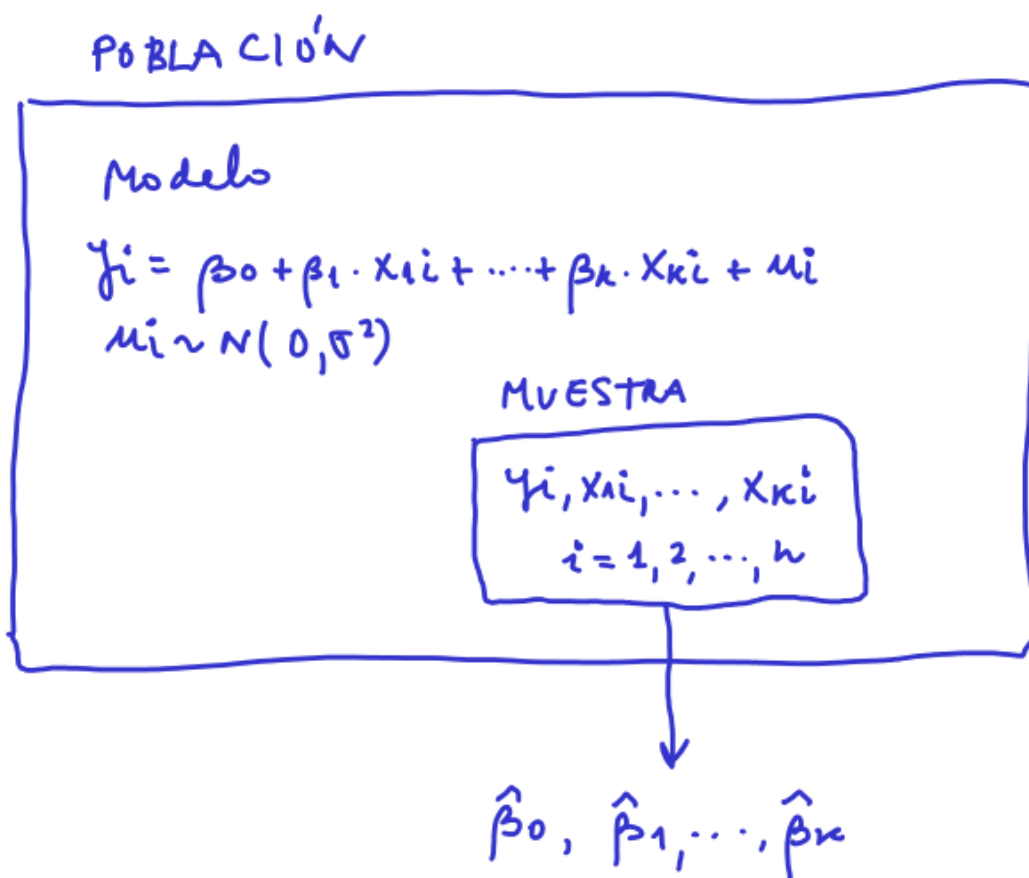 POBLACIÓN
Modelo
yi = β0 + β1 · x1i + ... + βk · xki + ui
ui ~ N(0, σ²)
MUESTRA
yi, x1i, ..., xki
i = 1, 2, ..., n
β̂0, β̂1, ..., β̂k